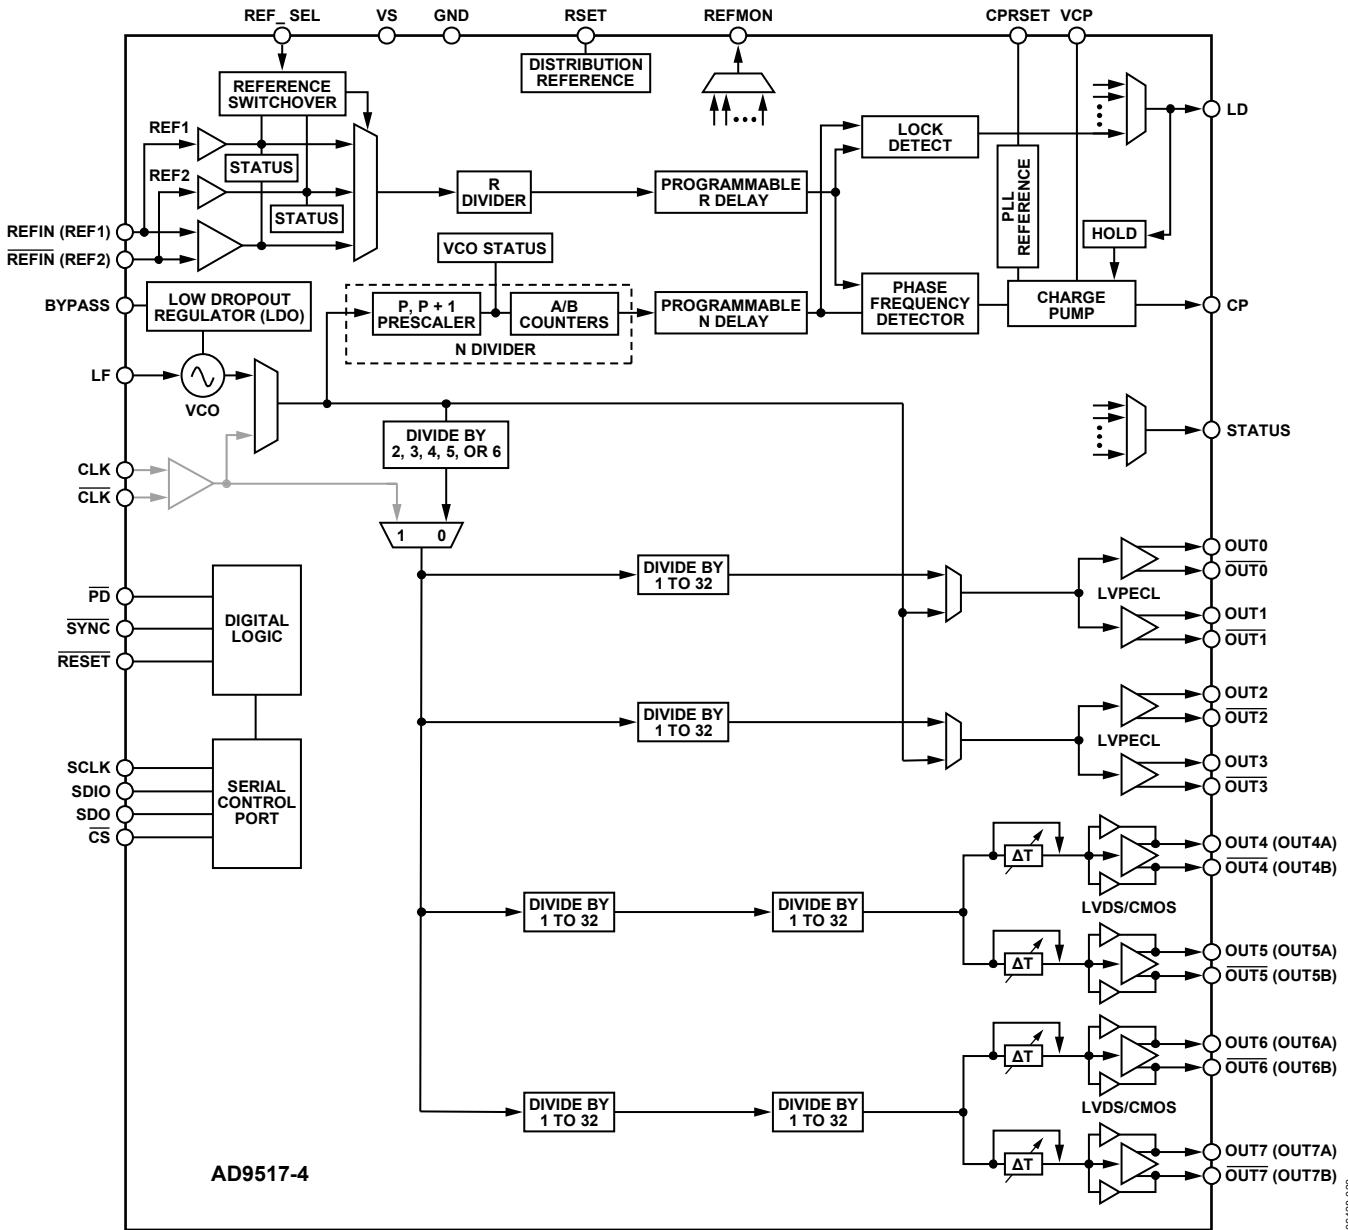 REF_ SEL
VS
GND
RSET
REFMON
CPRSET
VCP
DISTRIBUTION
REFERENCE
REFERENCE
SWITCHOVER
REF1
STATUS
REF2
STATUS
REFIN (REF1)
REFIN (REF2)
R
DIVIDER
PROGRAMMABLE
R DELAY
LOCK
DETECT
LD
PLL
REFERENCE
HOLD
VCO STATUS
BYPASS
LOW DROPOUT
REGULATOR (LDO)
P, P + 1
PRESCALER
A/B
COUNTERS
N DIVIDER
PROGRAMMABLE
N DELAY
PHASE
FREQUENCY
DETECTOR
CHARGE
PUMP
CP
LF
VCO
DIVIDE BY
2, 3, 4, 5, OR 6
STATUS
CLK
CLK
1 0
PD
SYNC
RESET
DIGITAL
LOGIC
DIVIDE BY
1 TO 32
LVPECL
OUT0
OUT0
OUT1
OUT1
DIVIDE BY
1 TO 32
LVPECL
OUT2
OUT2
OUT3
OUT3
SCLK
SDIO
SDO
CS
SERIAL
CONTROL
PORT
DIVIDE BY
1 TO 32
DIVIDE BY
1 TO 32
ΔT
OUT4 (OUT4A)
OUT4 (OUT4B)
LVDS/CMOS
ΔT
OUT5 (OUT5A)
OUT5 (OUT5B)
DIVIDE BY
1 TO 32
DIVIDE BY
1 TO 32
ΔT
OUT6 (OUT6A)
OUT6 (OUT6B)
LVDS/CMOS
ΔT
OUT7 (OUT7A)
OUT7 (OUT7B)
AD9517-4